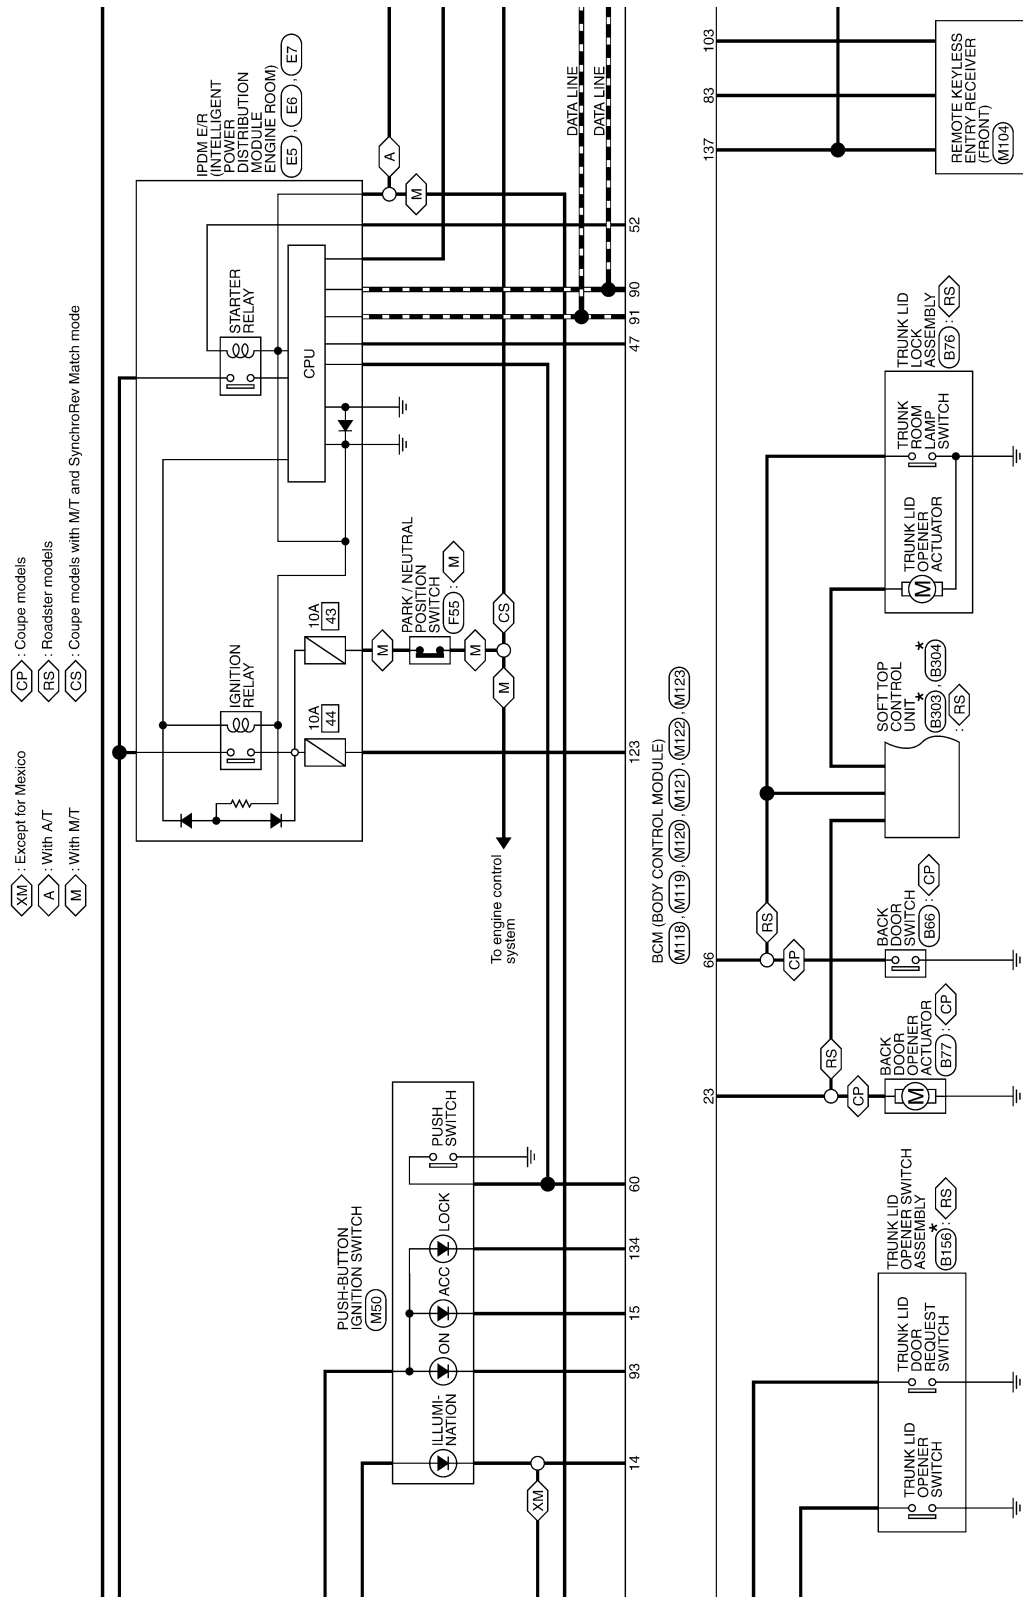 XM : Except for Mexico
A : With A/T
M : With M/T
CP : Coupe models
RS : Roadster models
CS : Coupe models with M/T and SynchroRev Match mode
IPDM E/R
(INTELLIGENT
POWER
DISTRIBUTION
MODULE
ENGINE ROOM)
E5 , E6 , E7
IGNITION
RELAY
STARTER
RELAY
CPU
10A
44
10A
43
M
PARK / NEUTRAL
POSITION
SWITCH
F55 : M
M
M
CS
A
M
DATA LINE
DATA LINE
To engine control
system
PUSH-BUTTON
IGNITION SWITCH
M50
ILLUMI-
NATION
ON
ACC
LOCK
PUSH
SWITCH
XM
14
93
15
134
60
123
47
91
90
52
BCM (BODY CONTROL MODULE)
M118 , M119 , M120 , M121 , M122 , M123
23
66
137
83
103
RS
CP
RS
CP
TRUNK LID
OPENER SWITCH
ASSEMBLY
B156 * : RS
TRUNK LID
OPENER
SWITCH
TRUNK LID
DOOR
REQUEST
SWITCH
BACK
DOOR
OPENER
ACTUATOR
B77 : CP
M
BACK
DOOR
SWITCH
B66 : CP
SOFT TOP
CONTROL
UNIT
B303 * , B304 *
: RS
TRUNK LID
LOCK
ASSEMBLY
B76 : RS
TRUNK LID
OPENER
ACTUATOR
M
TRUNK
ROOM
LAMP
SWITCH
REMOTE KEYLESS
ENTRY RECEIVER
(FRONT)
M104